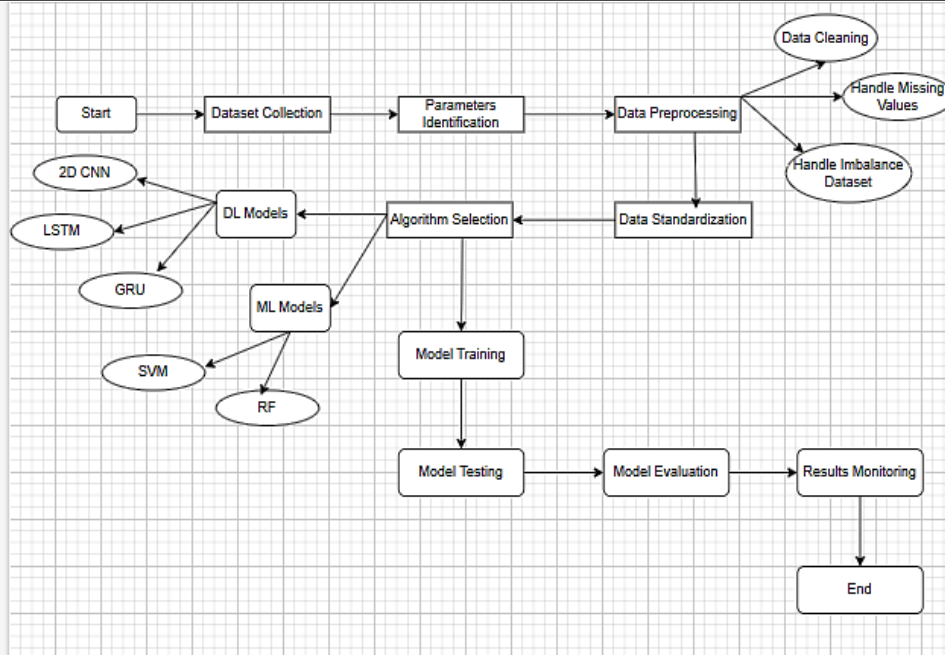 Data Cleaning
Handle Missing
Values
Start
Dataset Collection
Parameters
Identification
Data Preprocessing
Handle Imbalance
Dataset
2D CNN
DL Models
Algorithm Selection
Data Standardization
LSTM
GRU
ML Models
Model Training
SVM
RF
Model Testing
Model Evaluation
Results Monitoring
End